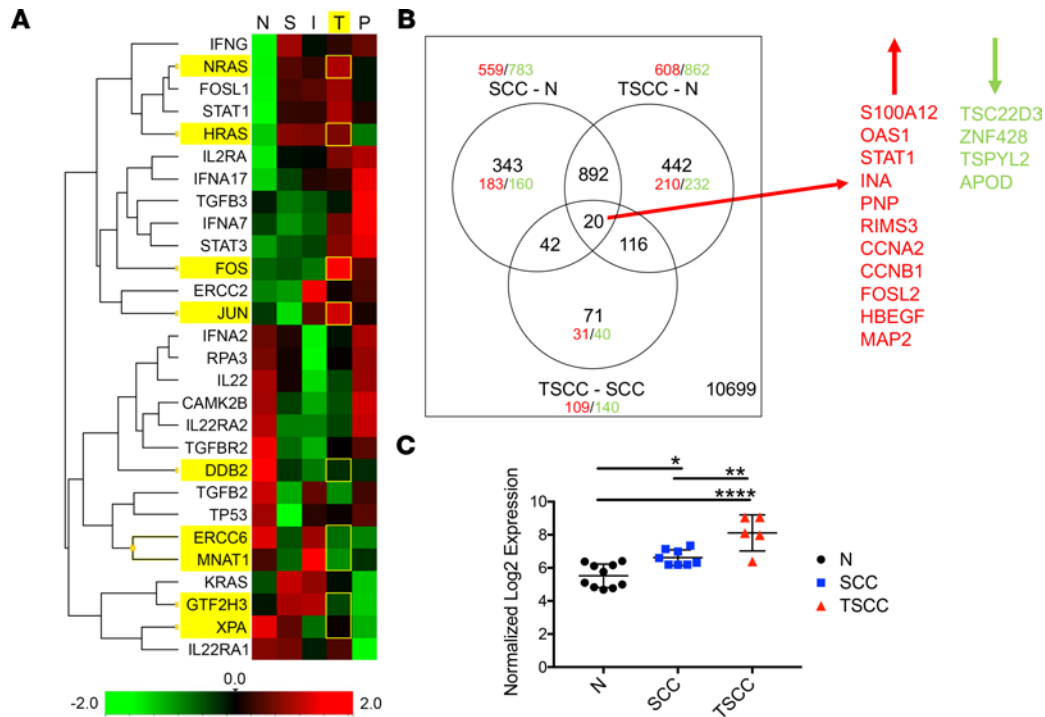 A
N S I T P
IFNG
NRAS
FOSL1
STAT1
HRAS
IL2RA
IFNA17
TGFB3
IFNA7
STAT3
FOS
ERCC2
JUN
IFNA2
RPA3
IL22
CAMK2B
IL22RA2
TGFBR2
DDB2
TGFB2
TP53
ERCC6
MNAT1
KRAS
GTF2H3
XPA
IL22RA1
0.0
-2.0 2.0
B
559/783 608/862
SCC - N TSCC - N
343 892 442
183/160 210/232
20
42 116
71
31/40
TSCC - SCC 10699
109/140
S100A12
OAS1
STAT1
INA
PNP
RIMS3
CCNA2
CCNB1
FOSL2
HBEGF
MAP2
TSC22D3
ZNF428
TSPYL2
APOD
C
*
**
****
Normalized Log2 Expression
10
8
6
4
2
0
N SCC TSCC
N
SCC
TSCC